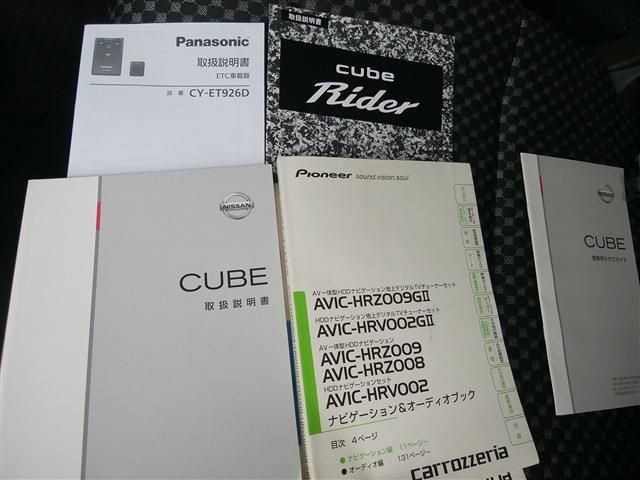 Panasonic
取扱説明書
ETC車載器
品 番 CY-ET926D
取扱説明書
cube
Rider
NISSAN
CUBE
取扱説明書
Pioneer sound.vision.soul
AV一体型HDDナビゲーション地上デジタルTVチューナーセット
AVIC-HRZ009GII
HDDナビゲーション地上デジタルTVチューナーセット
AVIC-HRV002GII
AV一体型HDDナビゲーション
AVIC-HRZ009
AVIC-HRZ008
HDDナビゲーションセット
AVIC-HRV002
ナビゲーション&オーディオブック
目次 4ページ
●ナビゲーション編 11ページ~
●オーディオ編 131ページ~
carrozzeria
NISSAN
CUBE
簡単早わかりガイド